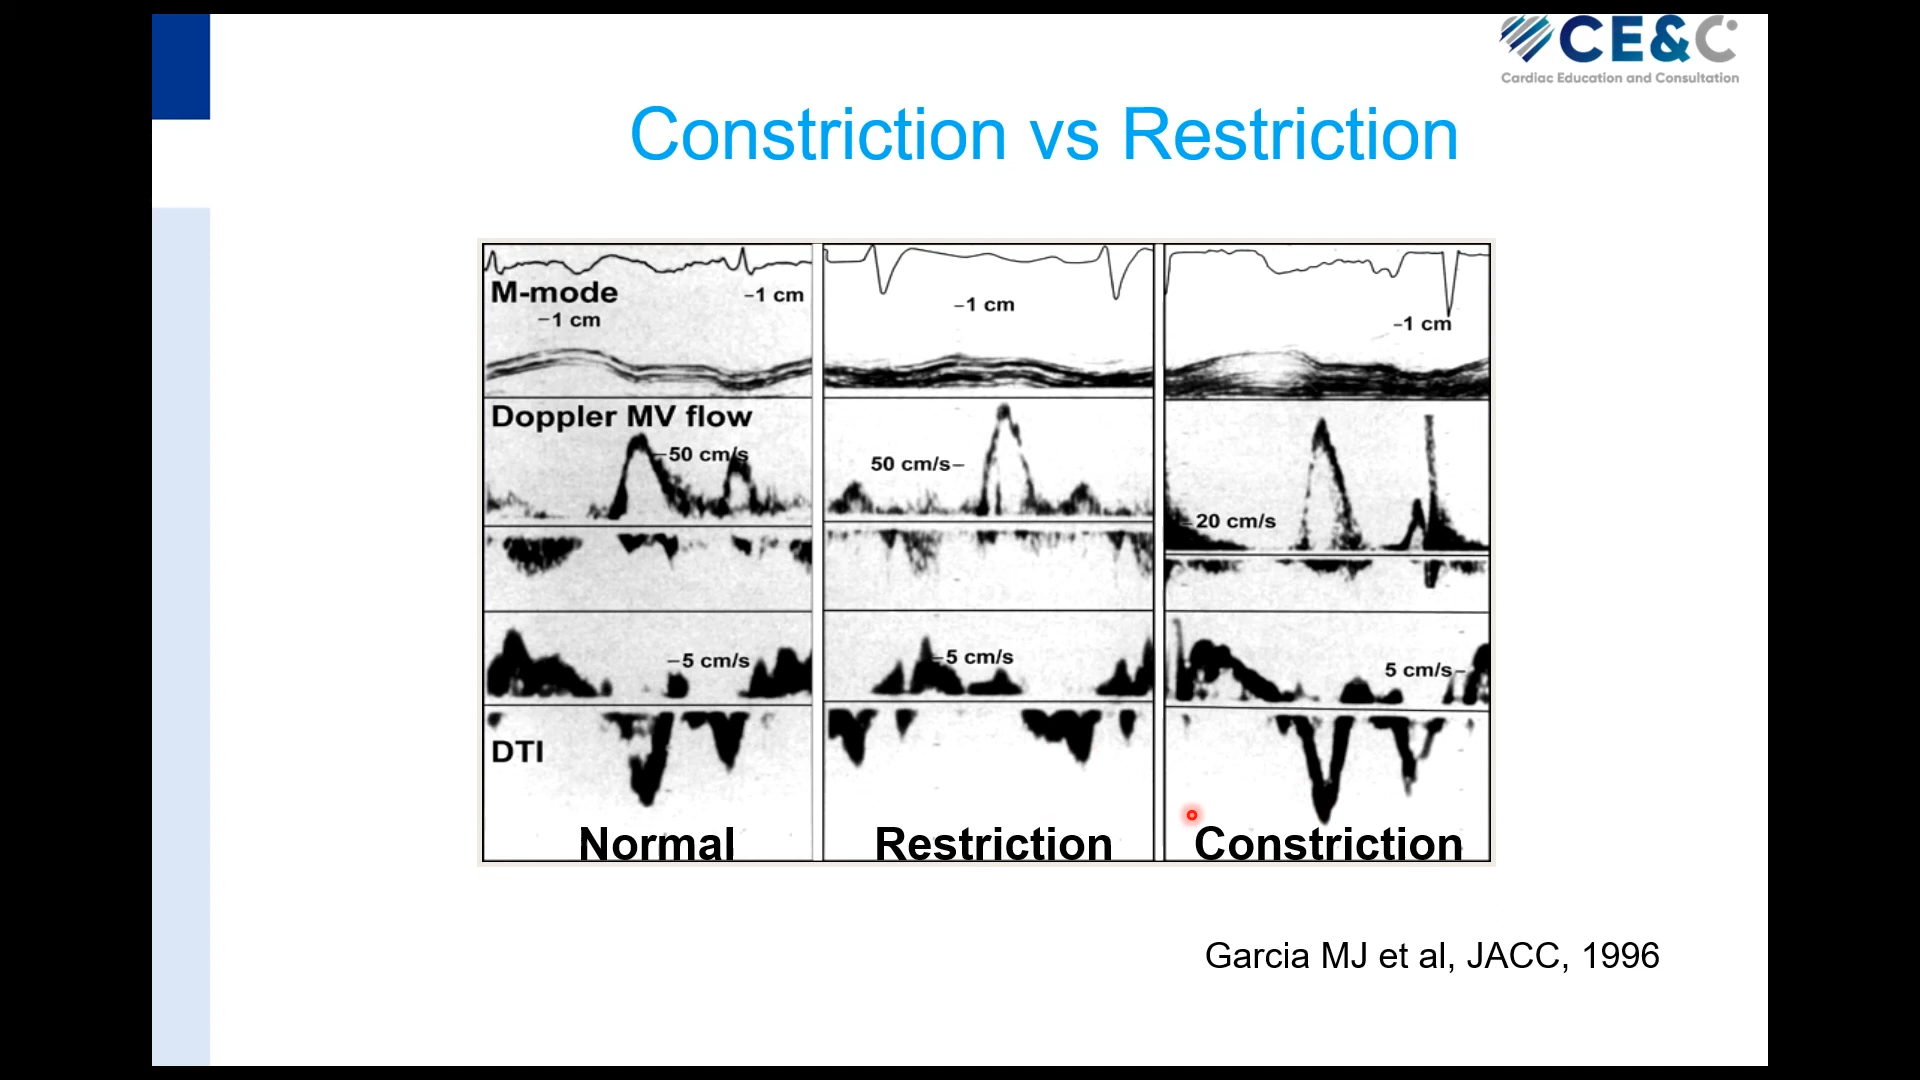 CE&C
Cardiac Education and Consultation
Constriction vs Restriction
M-mode
–1 cm
–1 cm
–1 cm
–1 cm
Doppler MV flow
–50 cm/s
50 cm/s–
–20 cm/s
–5 cm/s
–5 cm/s
5 cm/s–
DTI
Normal
Restriction
Constriction
Garcia MJ et al, JACC, 1996